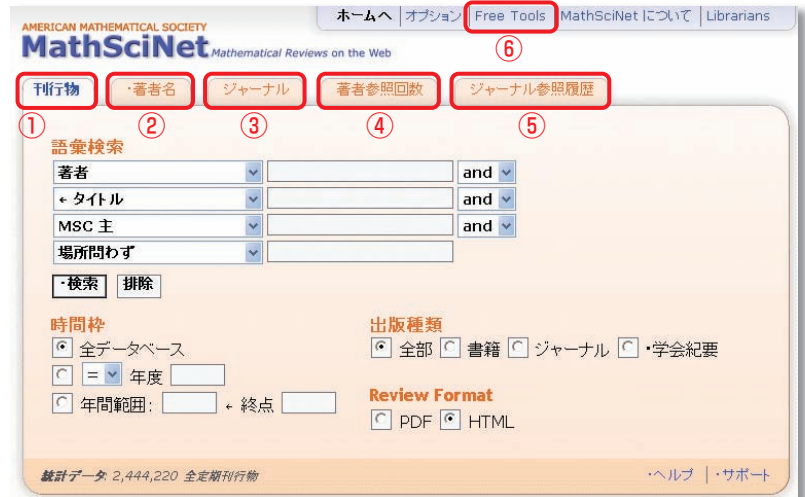 AMERICAN MATHEMATICAL SOCIETY
MathSciNet Mathematical Reviews on the Web
ホームへ | オプション | Free Tools | MathSciNet について | Librarians
⑥
刊行物 ・著者名 ジャーナル 著者参照回数 ジャーナル参照履歴
① ② ③ ④ ⑤
語彙検索
著者 and
← タイトル and
MSC 主 and
場所問わず
・検索 排除
時間枠 出版種類
全データベース 全部 書籍 ジャーナル ・学会紀要
= 年度
年間範囲: ← 終点
Review Format
PDF HTML
統計データ: 2,444,220 全定期刊行物 ・ヘルプ | ・サポート